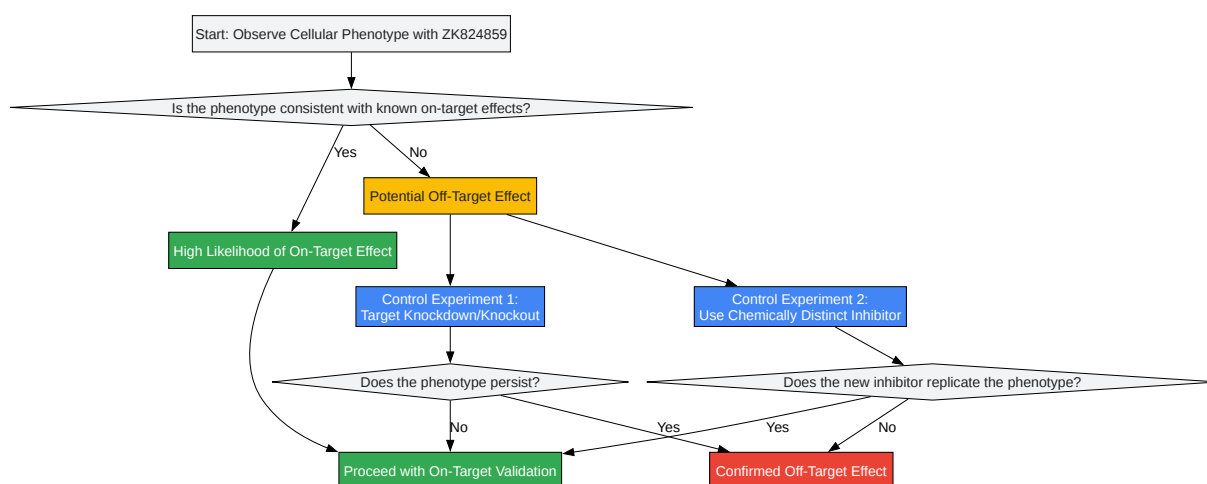 Start: Observe Cellular Phenotype with ZK824859
Is the phenotype consistent with known on-target effects?
Yes
No
Potential Off-Target Effect
High Likelihood of On-Target Effect
Control Experiment 1:
Target Knockdown/Knockout
Control Experiment 2:
Use Chemically Distinct Inhibitor
Does the phenotype persist?
Does the new inhibitor replicate the phenotype?
No
Yes
Yes
No
Proceed with On-Target Validation
Confirmed Off-Target Effect